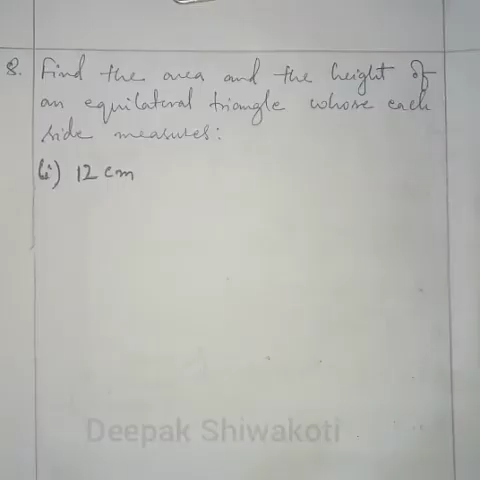 8. Find the area and the height of
an equilateral triangle whose each
side measures:
(i) 12 cm
Deepak Shiwakoti